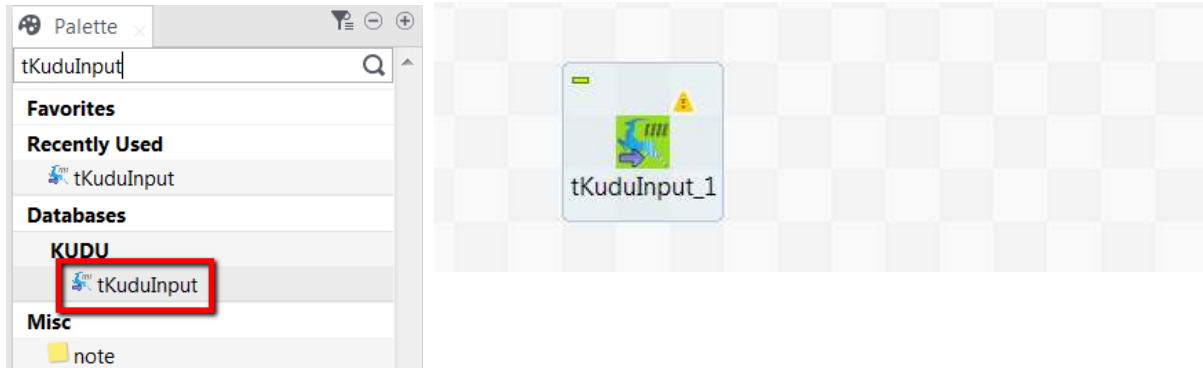 Palette
tKuduInput
Favorites
Recently Used
tKuduInput
Databases
KUDU
tKuduInput
Misc
note
tKuduInput_1